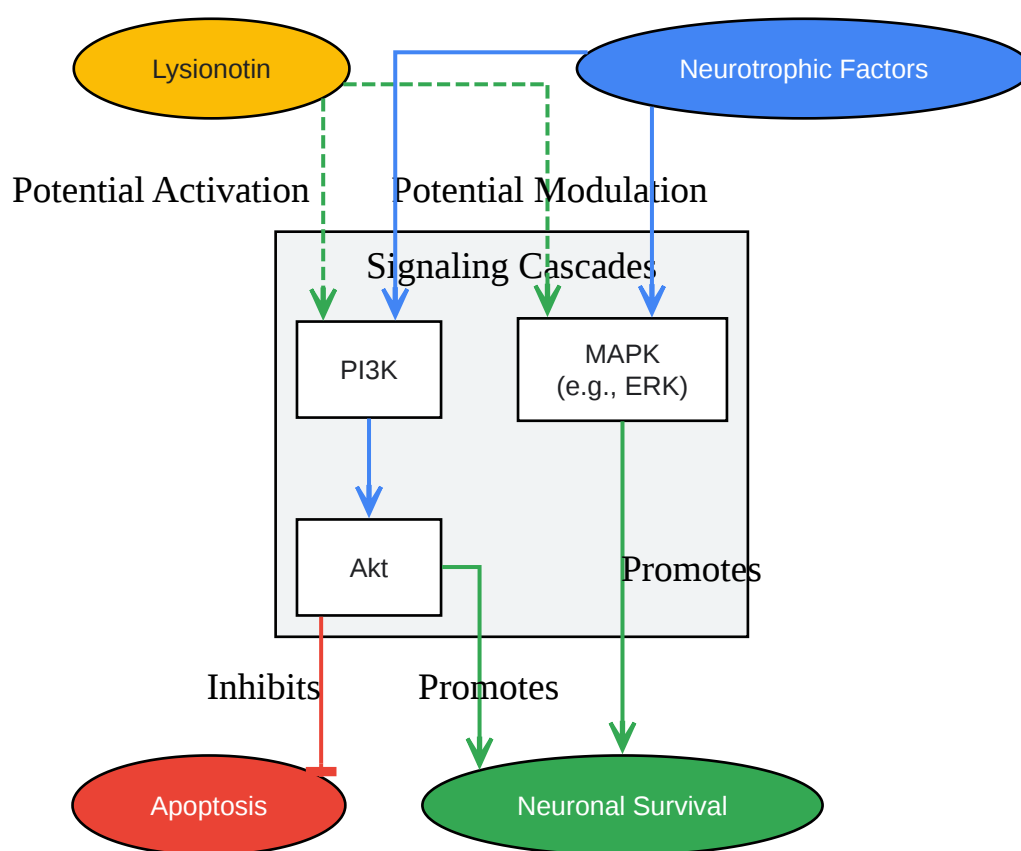 Lysionotin
Neurotrophic Factors
Potential Activation
Potential Modulation
Signaling Cascades
PI3K
MAPK
(e.g., ERK)
Akt
Promotes
Inhibits
Promotes
Apoptosis
Neuronal Survival